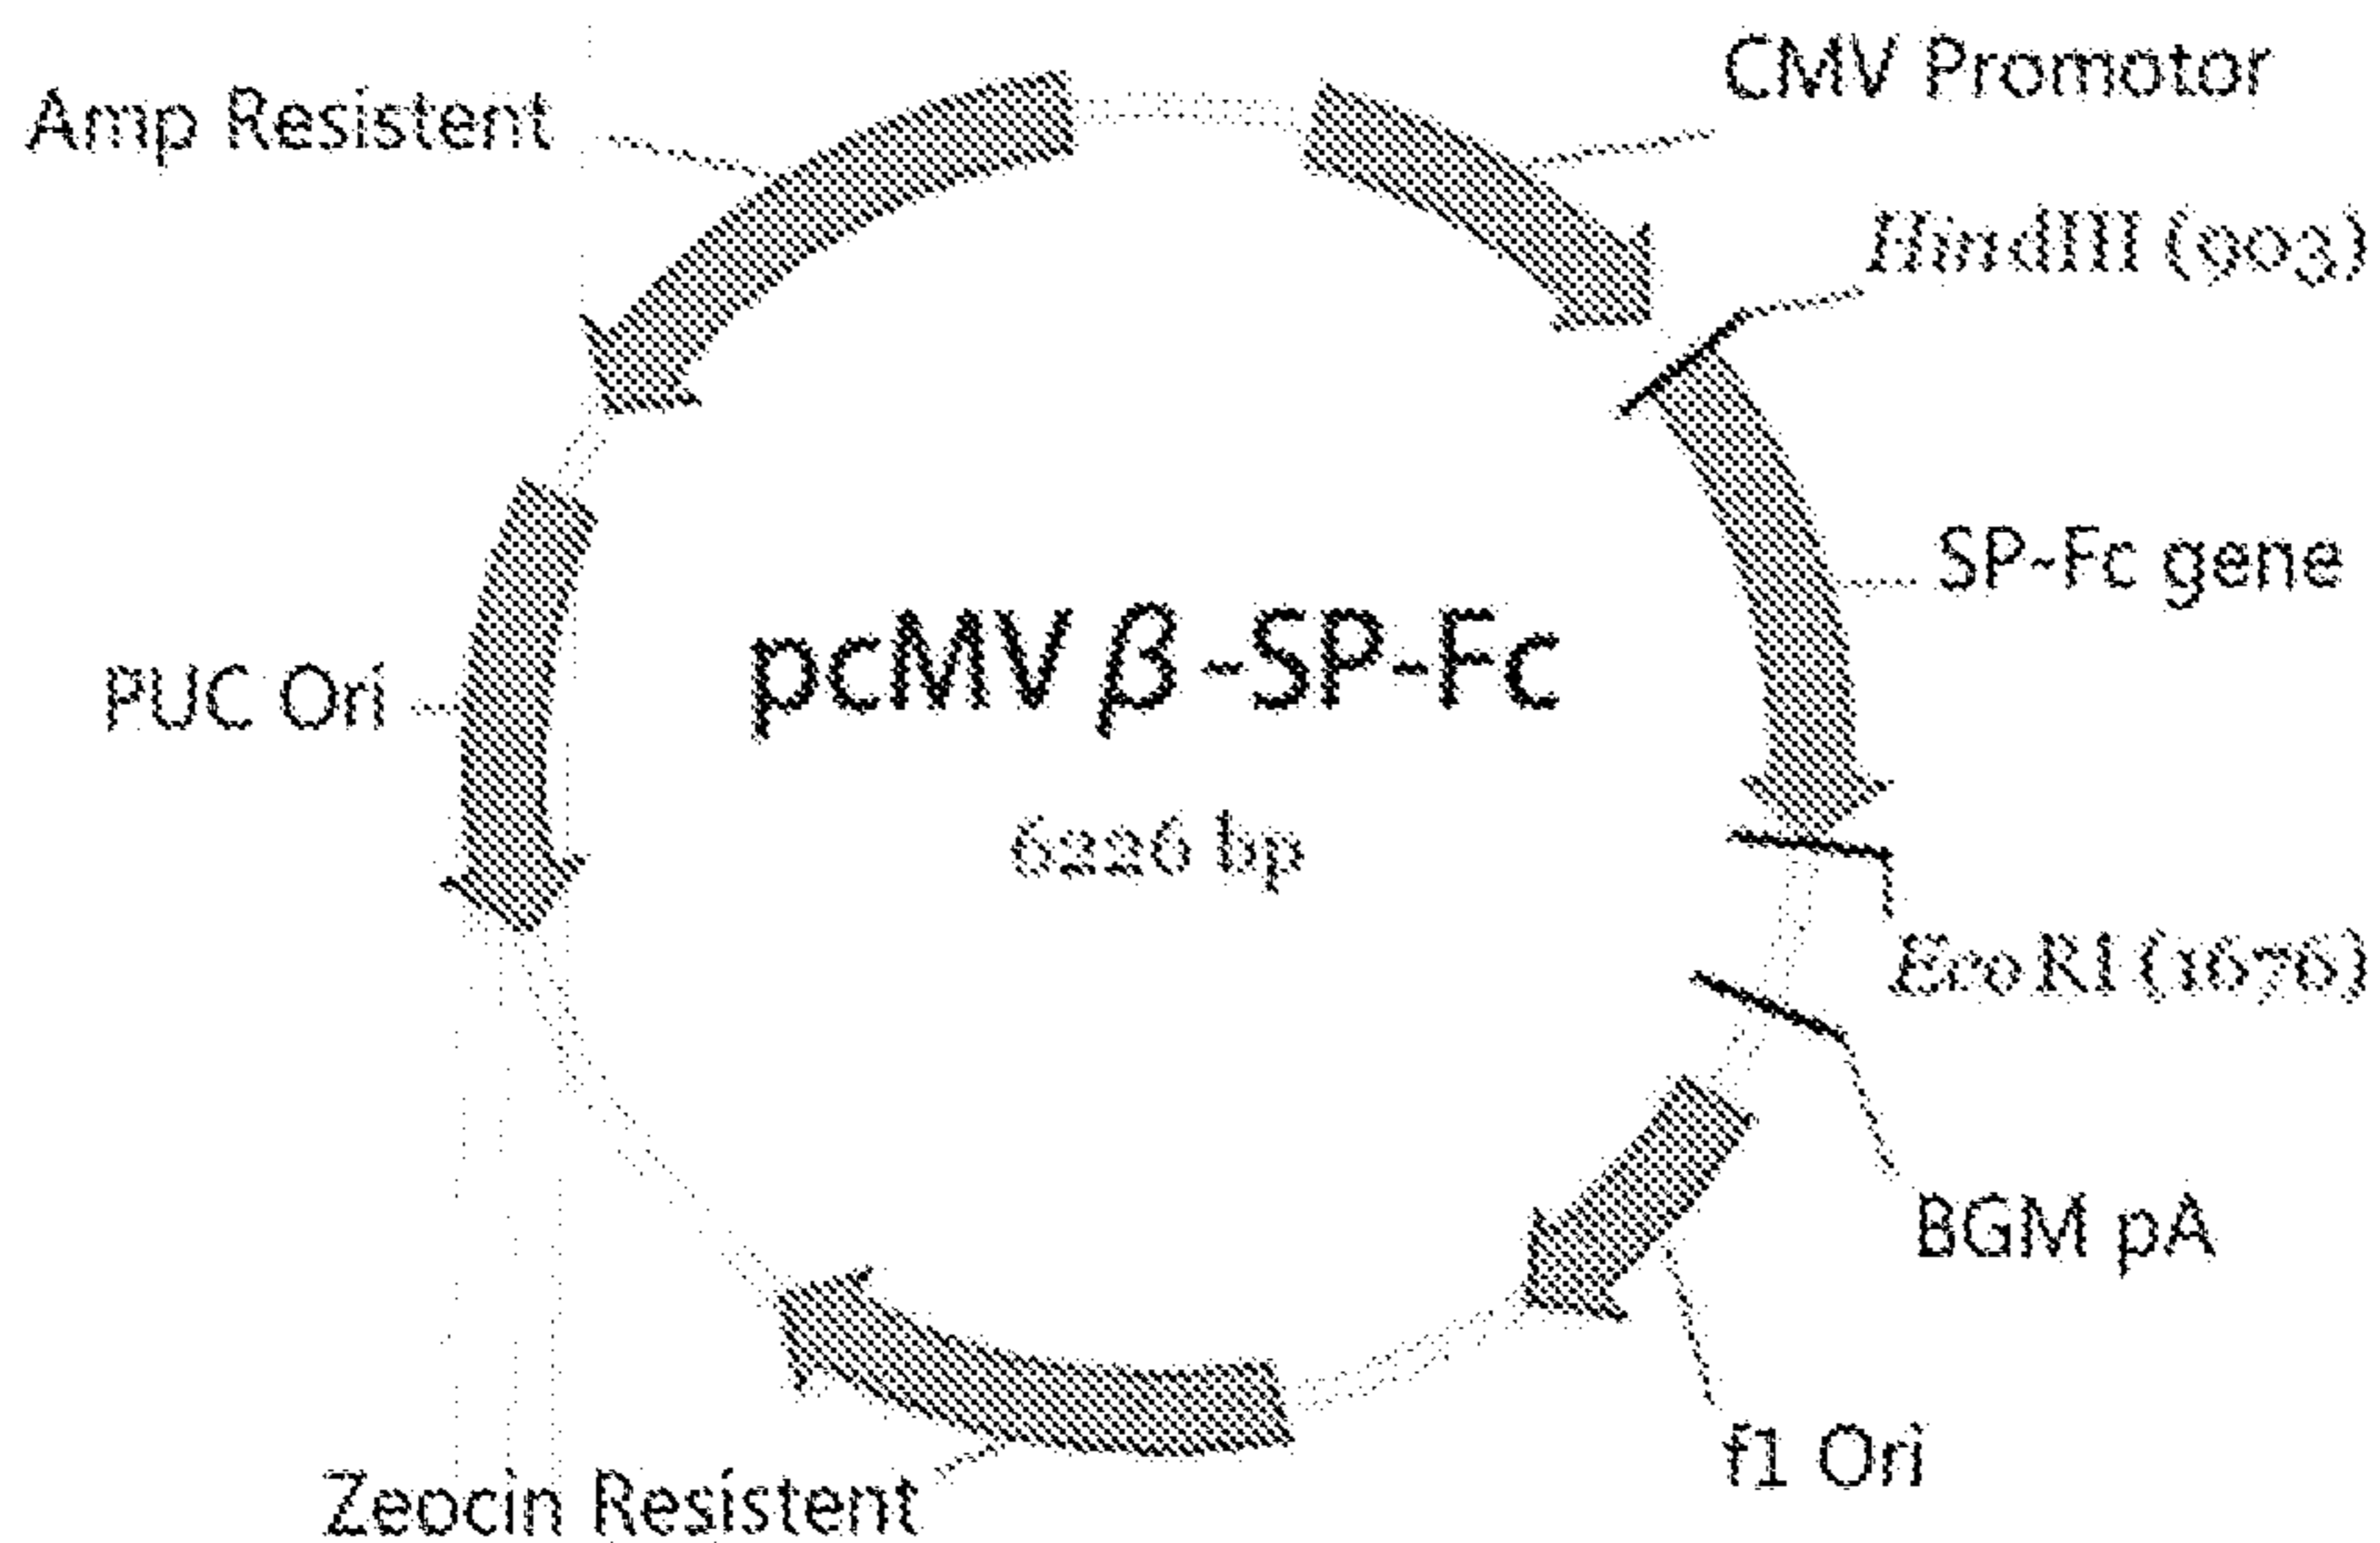 CMV Promotor
Amp Resistent
HindIII (903)
SP-Fc gene
pcMVβ-SP-Fc
PUC Ori
6226 bp
EcoRI (1676)
BGM pA
f1 Ori
Zeocin Resistent